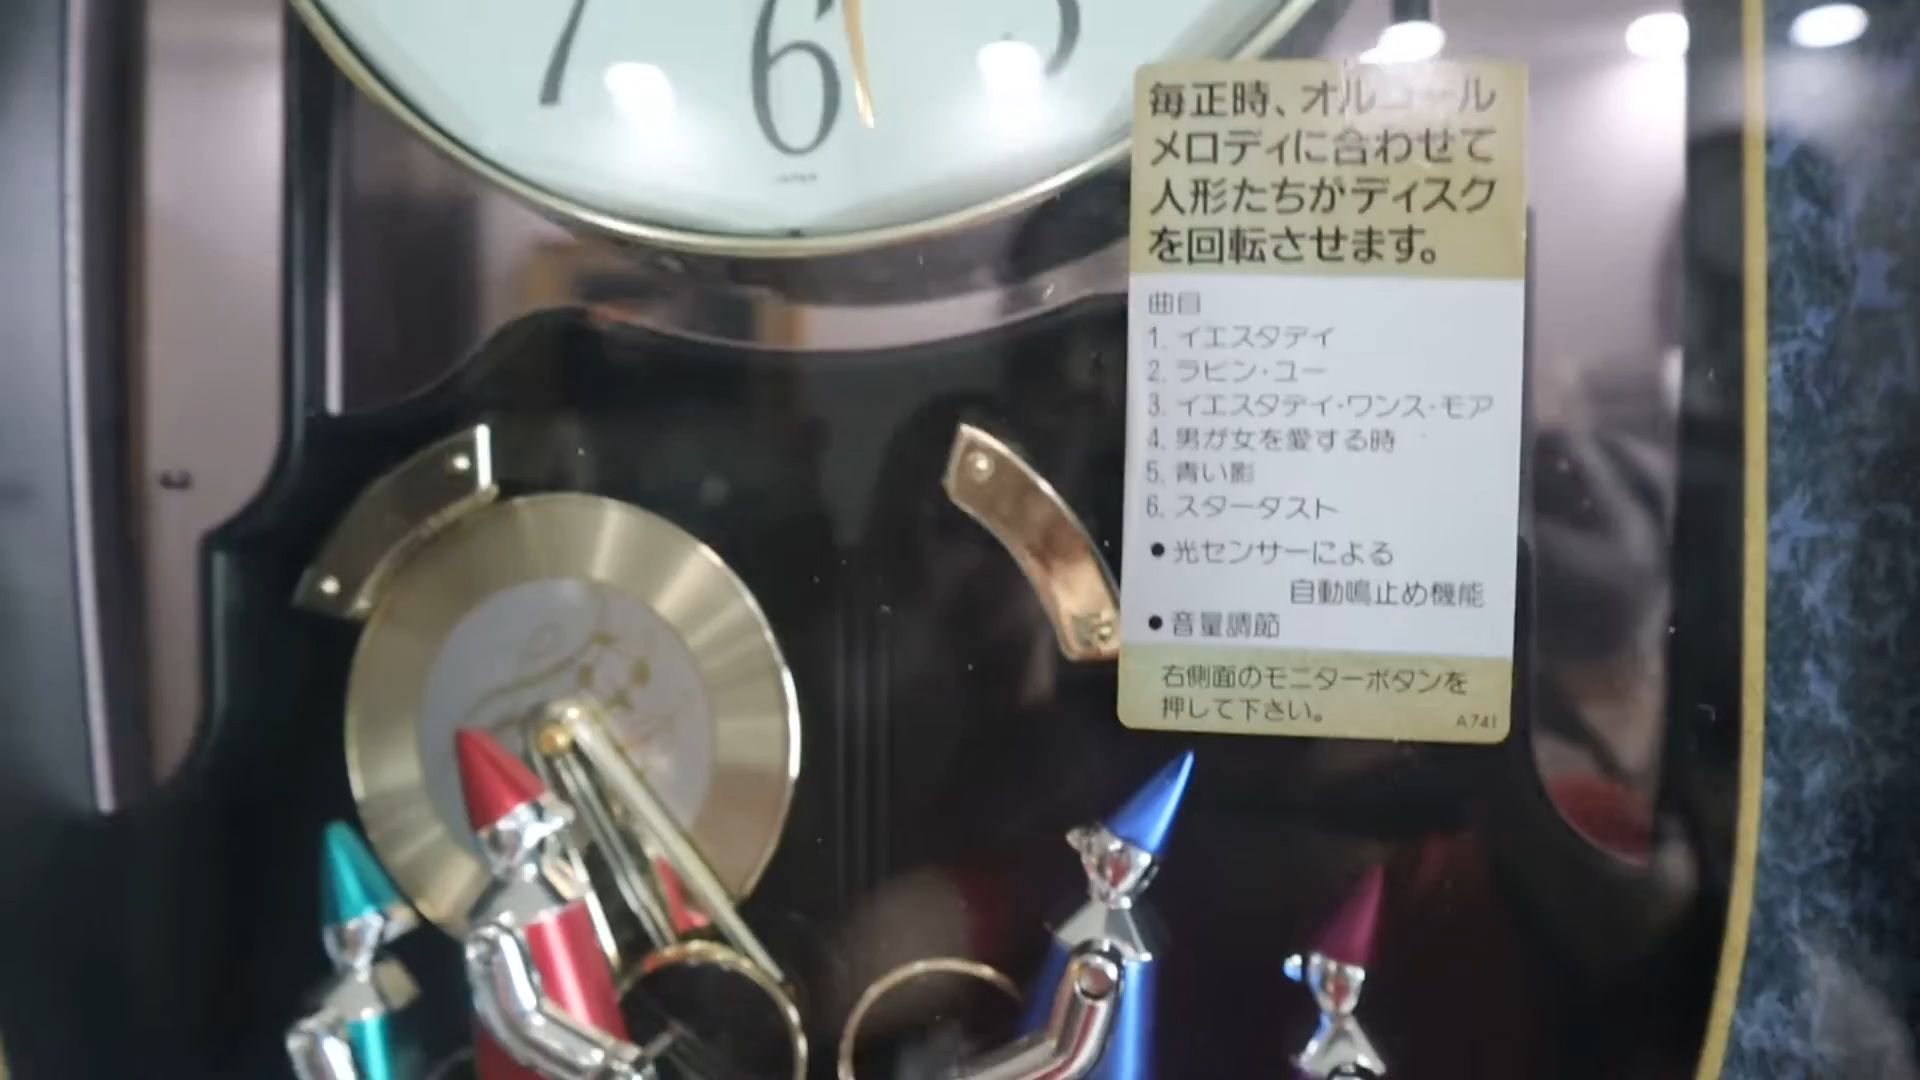 7 6 5
毎正時、オルゴール
メロディに合わせて
人形たちがディスク
を回転させます。
曲目
1. イエスタデイ
2. ラビン・ユー
3. イエスタデイ・ワンス・モア
4. 男が女を愛する時
5. 青い影
6. スターダスト
●光センサーによる
自動鳴止め機能
●音量調節
右側面のモニターボタンを
押して下さい。
A741